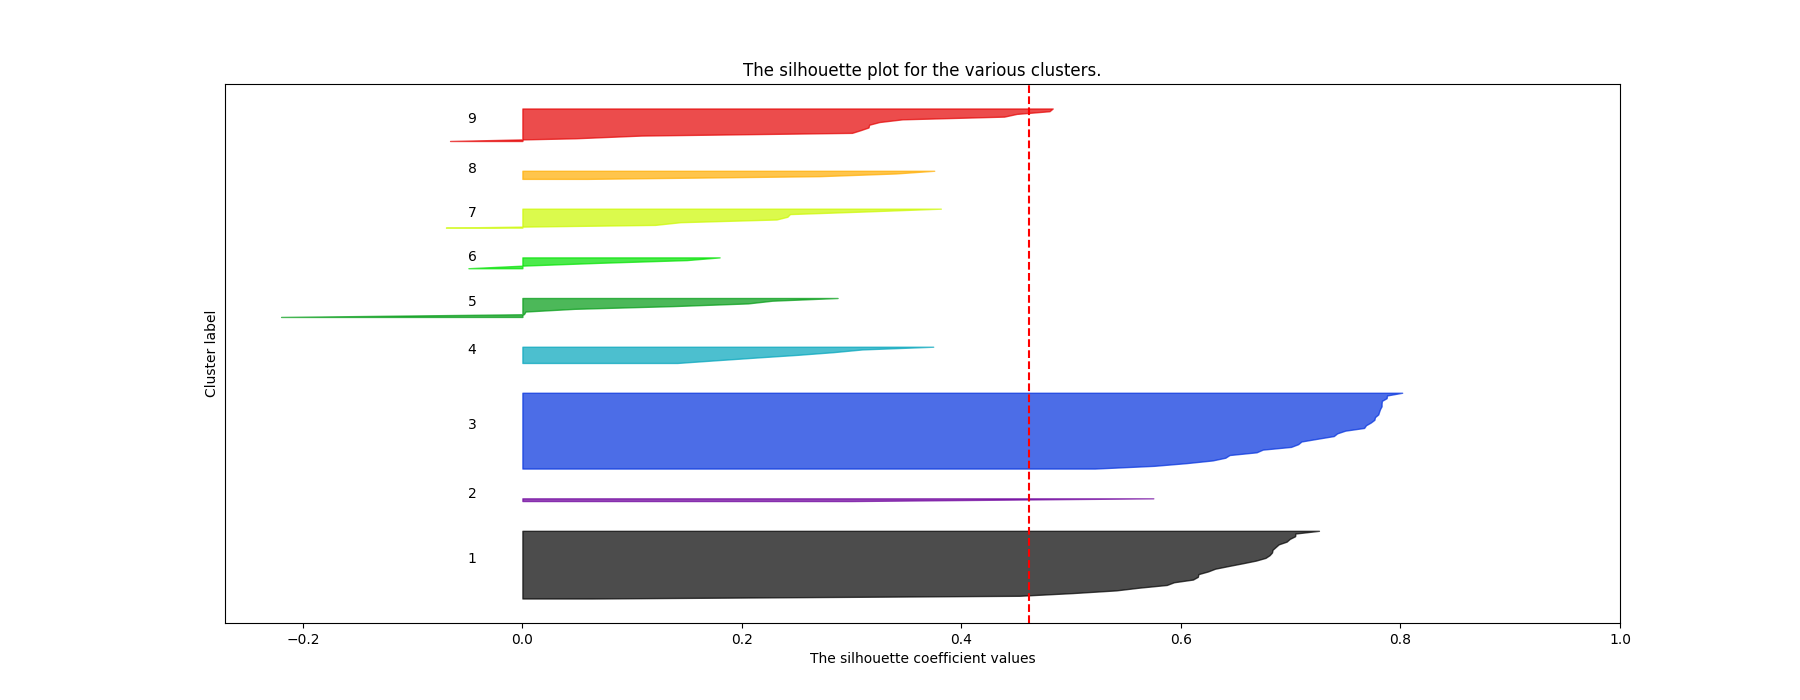 The silhouette plot for the various clusters.
9
8
7
6
5
4
3
2
1
Cluster label
−0.2 0.0 0.2 0.4 0.6 0.8 1.0
The silhouette coefficient values